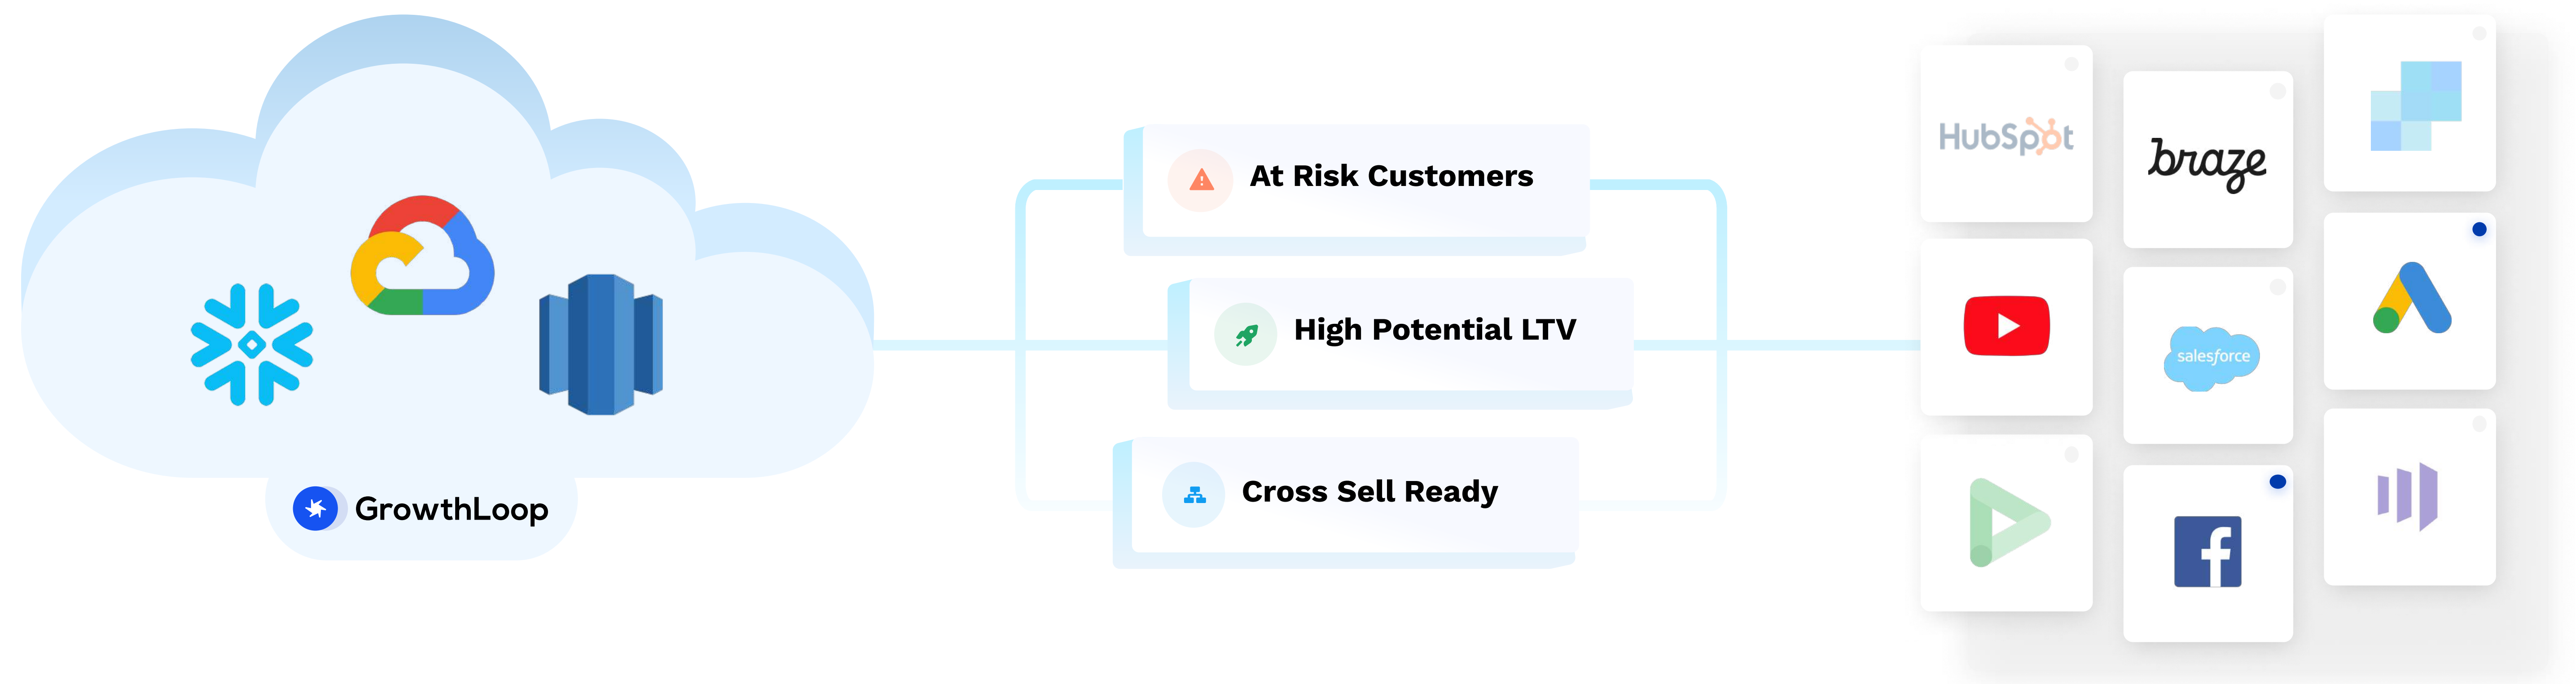 GrowthLoop
At Risk Customers
High Potential LTV
Cross Sell Ready
HubSpot
braze
salesforce